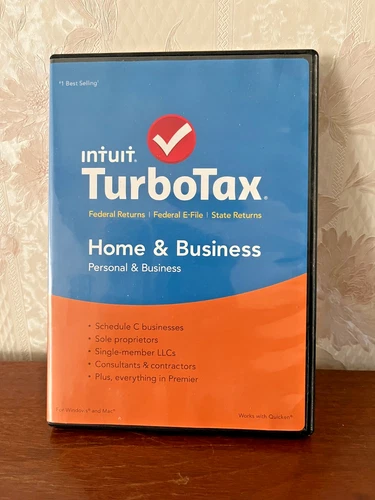 #1 Best Selling
intuit®
TurboTax®
Federal Returns | Federal E-File | State Returns
Home & Business
Personal & Business
• Schedule C businesses
• Sole proprietors
• Single-member LLCs
• Consultants & contractors
• Plus, everything in Premier
For Windows® and Mac®
Works with Quicken™